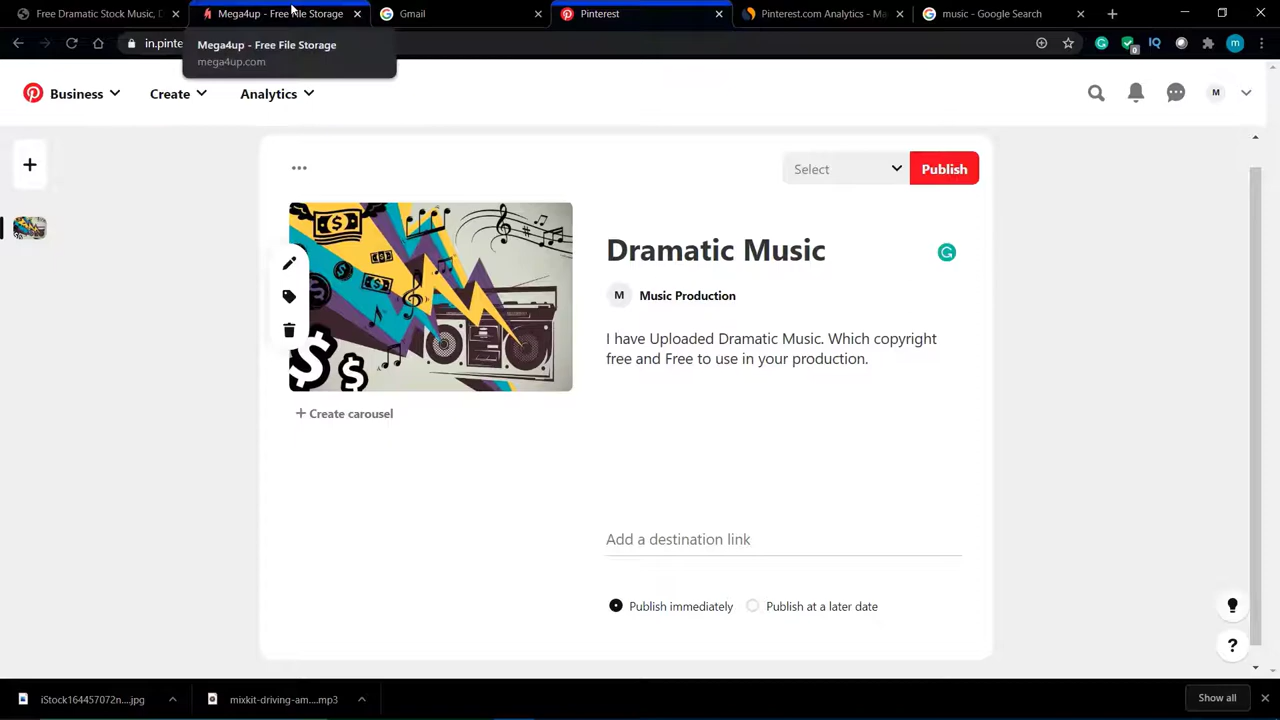 Free Dramatic Stock Music, D
Mega4up - Free File Storage
Gmail
Pinterest
Pinterest.com Analytics - Ma
music - Google Search
in.pinte
Mega4up - Free File Storage
mega4up.com
Business
Create
Analytics
M
Select
Publish
Dramatic Music
M
Music Production
I have Uploaded Dramatic Music. Which copyright
free and Free to use in your production.
Create carousel
Add a destination link
Publish immediately
Publish at a later date
iStock164457072n....jpg
mixkit-driving-am....mp3
Show all